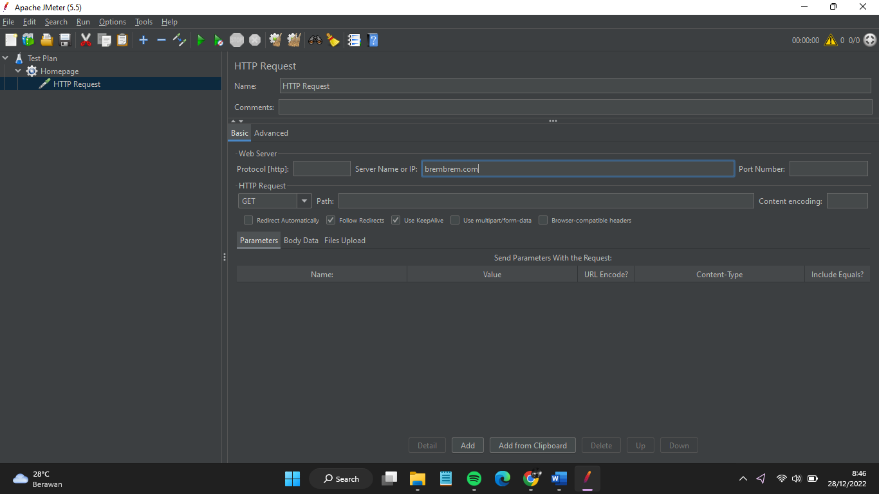 Apache JMeter (5.5)
File Edit Search Run Options Tools Help
00:00:00 0 0/0
Test Plan
Homepage
HTTP Request
HTTP Request
Name: HTTP Request
Comments:
Basic Advanced
Web Server
Protocol [http]: Server Name or IP: brembrem.com Port Number:
HTTP Request
GET Path: Content encoding:
Redirect Automatically Follow Redirects Use KeepAlive Use multipart/form-data Browser-compatible headers
Parameters Body Data Files Upload
Send Parameters With the Request:
Name: Value URL Encode? Content-Type Include Equals?
Detail Add Add from Clipboard Delete Up Down
28°C
Berawan
Search
8:46
28/12/2022